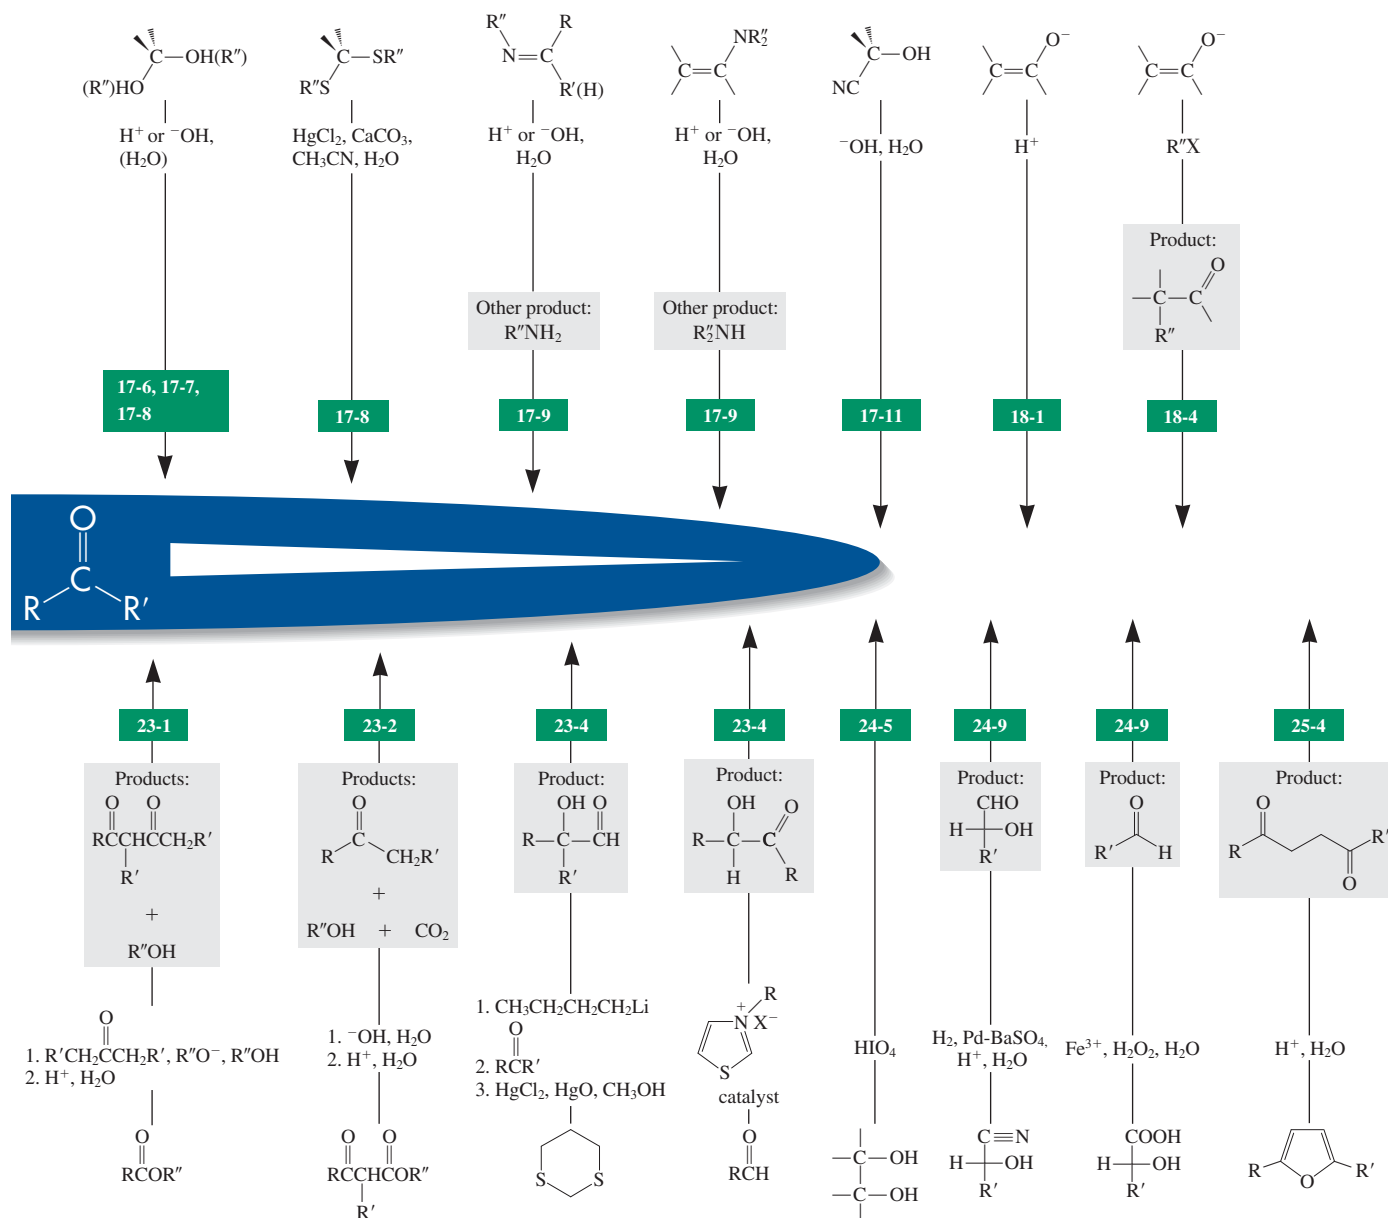 OH(R″)
(R″)HO
C
H⁺ or ⁻OH,
(H₂O)
17-6, 17-7,
17-8
C
SR″
R″S
HgCl₂, CaCO₃,
CH₃CN, H₂O
17-8
R″
R
N=C
R′(H)
H⁺ or ⁻OH,
H₂O
Other product:
R″NH₂
17-9
NR″₂
C=C
H⁺ or ⁻OH,
H₂O
Other product:
R″₂NH
17-9
C—OH
NC
⁻OH, H₂O
17-11
O⁻
C=C
H⁺
18-1
O⁻
C=C
R″X
Product:
O
C—C
R″
18-4
O
C
R R′
23-1
Products:
O O
RCCHCCH₂R′
R′
+
R″OH
O
1. R′CH₂CCH₂R′, R″O⁻, R″OH
2. H⁺, H₂O
O
RCOR″
23-2
Products:
O
R
CH₂R′
+
R″OH + CO₂
1. ⁻OH, H₂O
2. H⁺, H₂O
O O
RCCHCOR″
R′
23-4
Product:
OH O
R—C—CH
R′
1. CH₃CH₂CH₂CH₂Li
O
2. RCR′
3. HgCl₂, HgO, CH₃OH
S S
23-4
Product:
OH
O
R—C—C
H R
R
+
N X⁻
S
catalyst
O
RCH
24-5
HIO₄
C—OH
C—OH
24-9
Product:
CHO
H OH
R′
H₂, Pd-BaSO₄,
H⁺, H₂O
C≡N
H OH
R′
24-9
Product:
O
R′ H
Fe³⁺, H₂O₂, H₂O
COOH
H OH
R′
25-4
Product:
O
R R′
O
H⁺, H₂O
R O R′